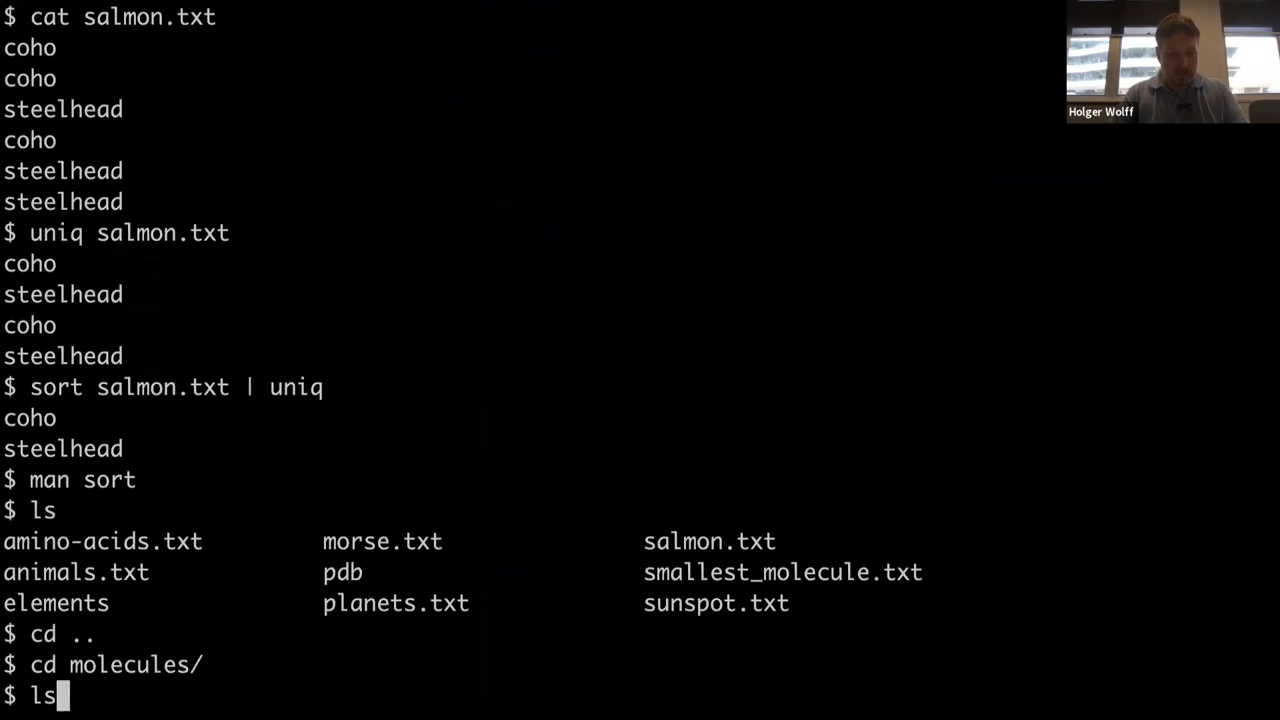 $ cat salmon.txt
coho
coho
steelhead
coho
steelhead
steelhead
$ uniq salmon.txt
coho
steelhead
coho
steelhead
$ sort salmon.txt | uniq
coho
steelhead
$ man sort
$ ls
amino-acids.txt morse.txt salmon.txt
animals.txt pdb smallest_molecule.txt
elements planets.txt sunspot.txt
$ cd ..
$ cd molecules/
$ ls
Holger Wolff